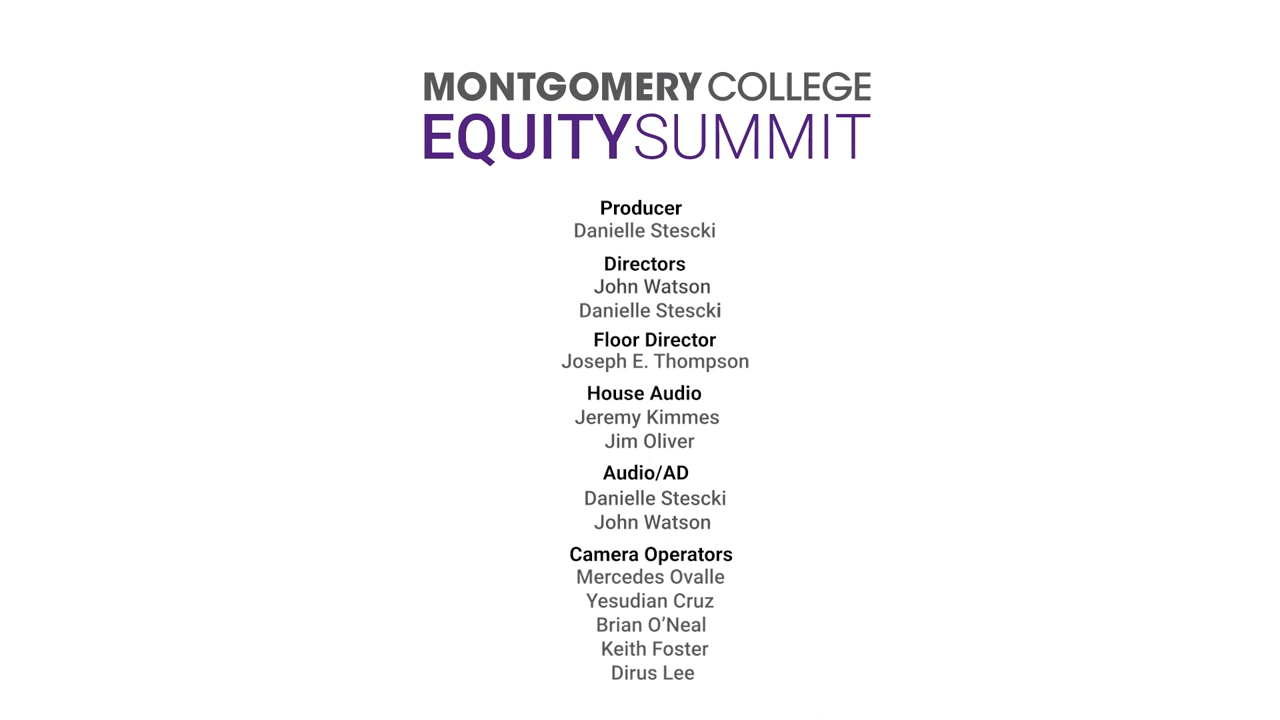 MONTGOMERY COLLEGE
EQUITYSUMMIT
Producer
Danielle Stescki
Directors
John Watson
Danielle Stescki
Floor Director
Joseph E. Thompson
House Audio
Jeremy Kimmes
Jim Oliver
Audio/AD
Danielle Stescki
John Watson
Camera Operators
Mercedes Ovalle
Yesudian Cruz
Brian O’Neal
Keith Foster
Dirus Lee